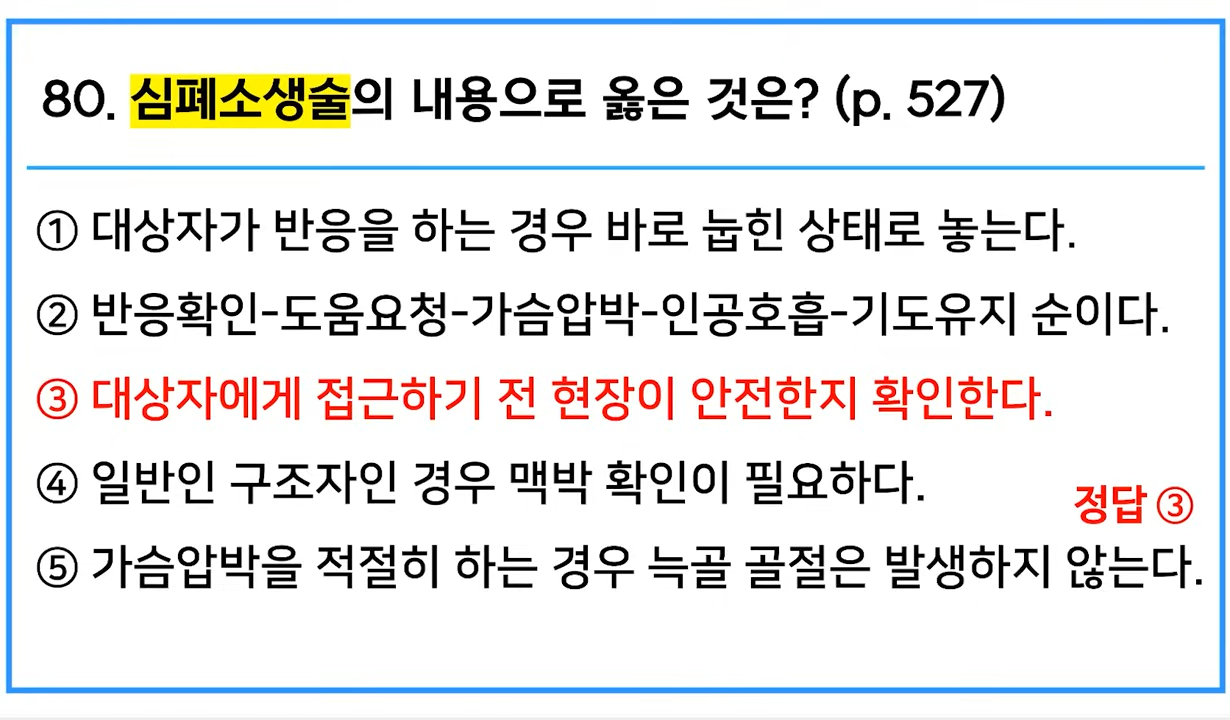 80. 심폐소생술의 내용으로 옳은 것은? (p. 527)
① 대상자가 반응을 하는 경우 바로 눕힌 상태로 놓는다.
② 반응확인-도움요청-가슴압박-인공호흡-기도유지 순이다.
③ 대상자에게 접근하기 전 현장이 안전한지 확인한다.
④ 일반인 구조자인 경우 맥박 확인이 필요하다.
정답 ③
⑤ 가슴압박을 적절히 하는 경우 늑골 골절은 발생하지 않는다.